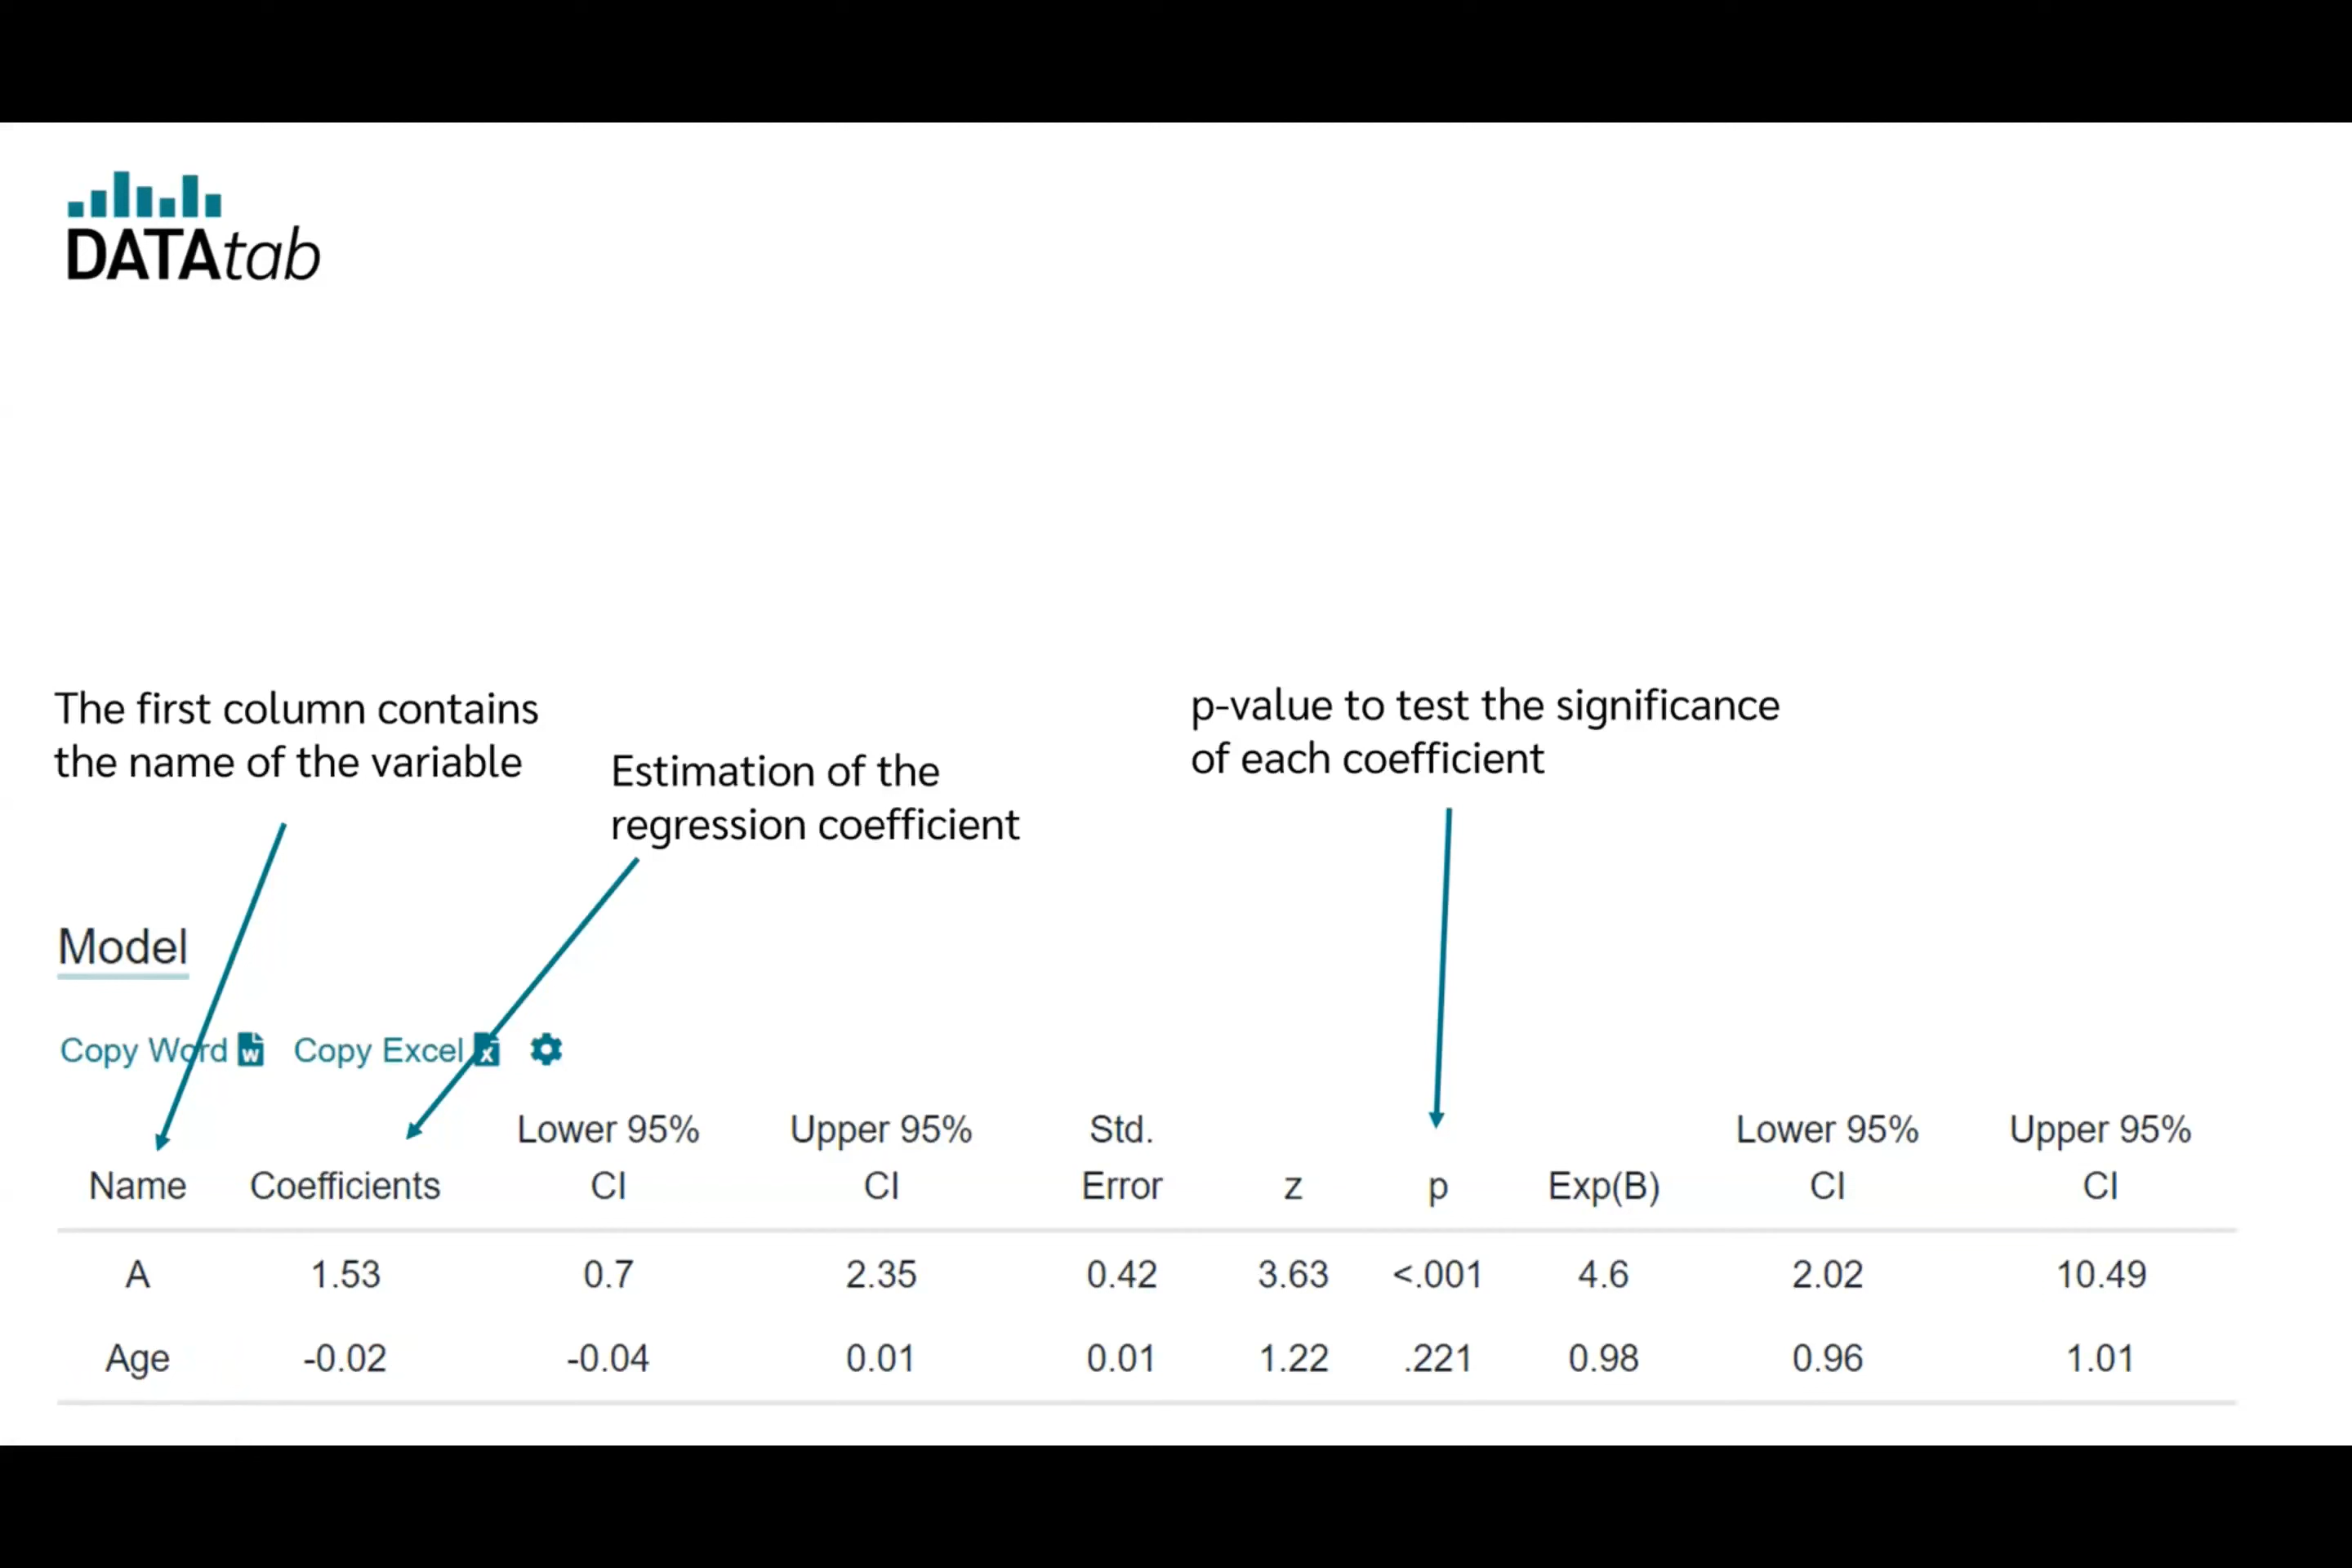 DATAtab
The first column contains
the name of the variable
Estimation of the
regression coefficient
p-value to test the significance
of each coefficient
Model
Copy Word Copy Excel
Lower 95% Upper 95% Std. Lower 95% Upper 95%
Name Coefficients CI CI Error z p Exp(B) CI CI
A 1.53 0.7 2.35 0.42 3.63 <.001 4.6 2.02 10.49
Age -0.02 -0.04 0.01 0.01 1.22 .221 0.98 0.96 1.01